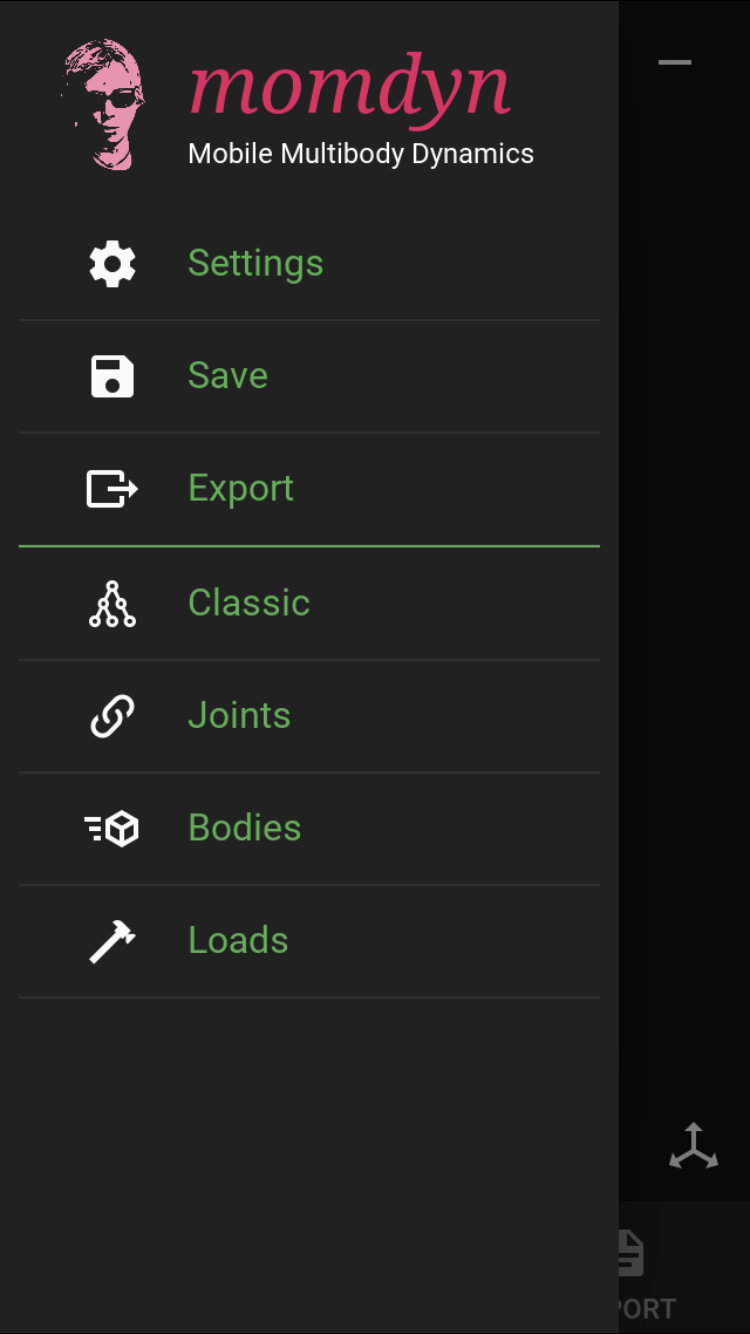 momdyn
Mobile Multibody Dynamics
Settings
Save
Export
Classic
Joints
Bodies
Loads